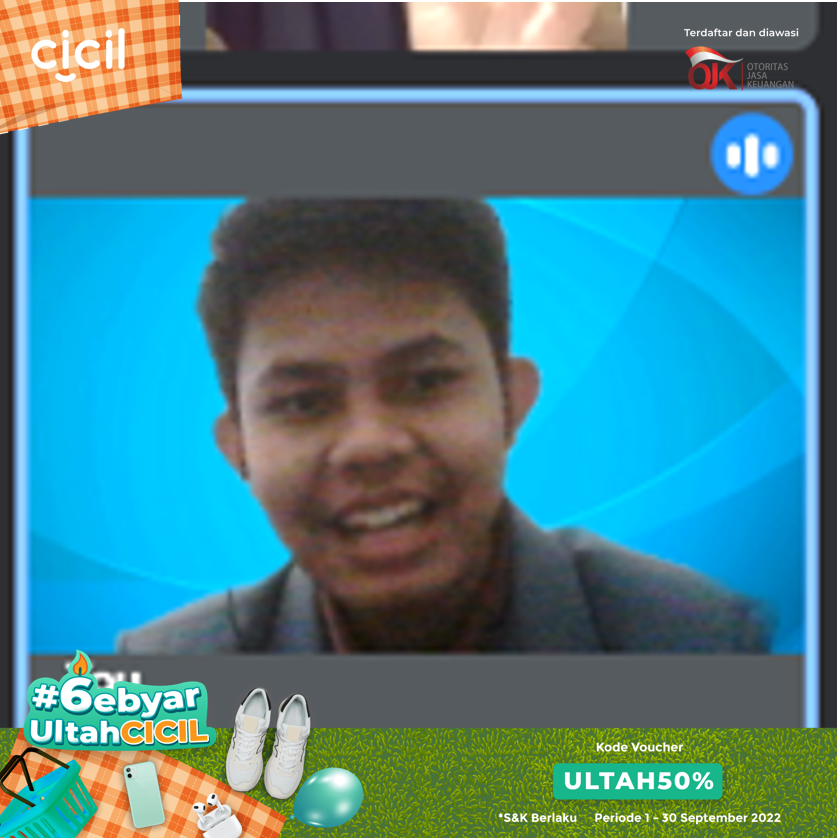 cicil
Terdaftar dan diawasi
OJK
OTORITAS
JASA
KEUANGAN
#6ebyar
UltahCICIL
Kode Voucher
ULTAH50%
*S&K Berlaku Periode 1 - 30 September 2022